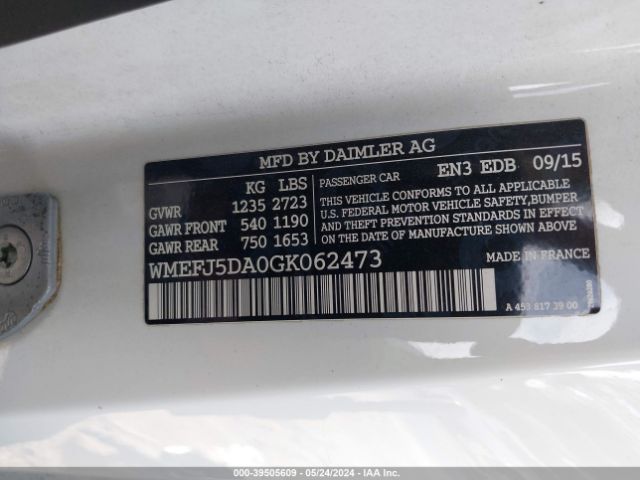 MFD BY DAIMLER AG
KG LBS
GVWR 1235 2723
GAWR FRONT 540 1190
GAWR REAR 750 1653
PASSENGER CAR EN3 EDB 09/15
THIS VEHICLE CONFORMS TO ALL APPLICABLE
U.S. FEDERAL MOTOR VEHICLE SAFETY,BUMPER
AND THEFT PREVENTION STANDARDS IN EFFECT
ON THE DATE OF MANUFACTURE SHOWN ABOVE
WMEFJ5DA0GK062473 MADE IN FRANCE
A 453 817 39 00
000-39505609 - 05/24/2024 - IAA Inc.